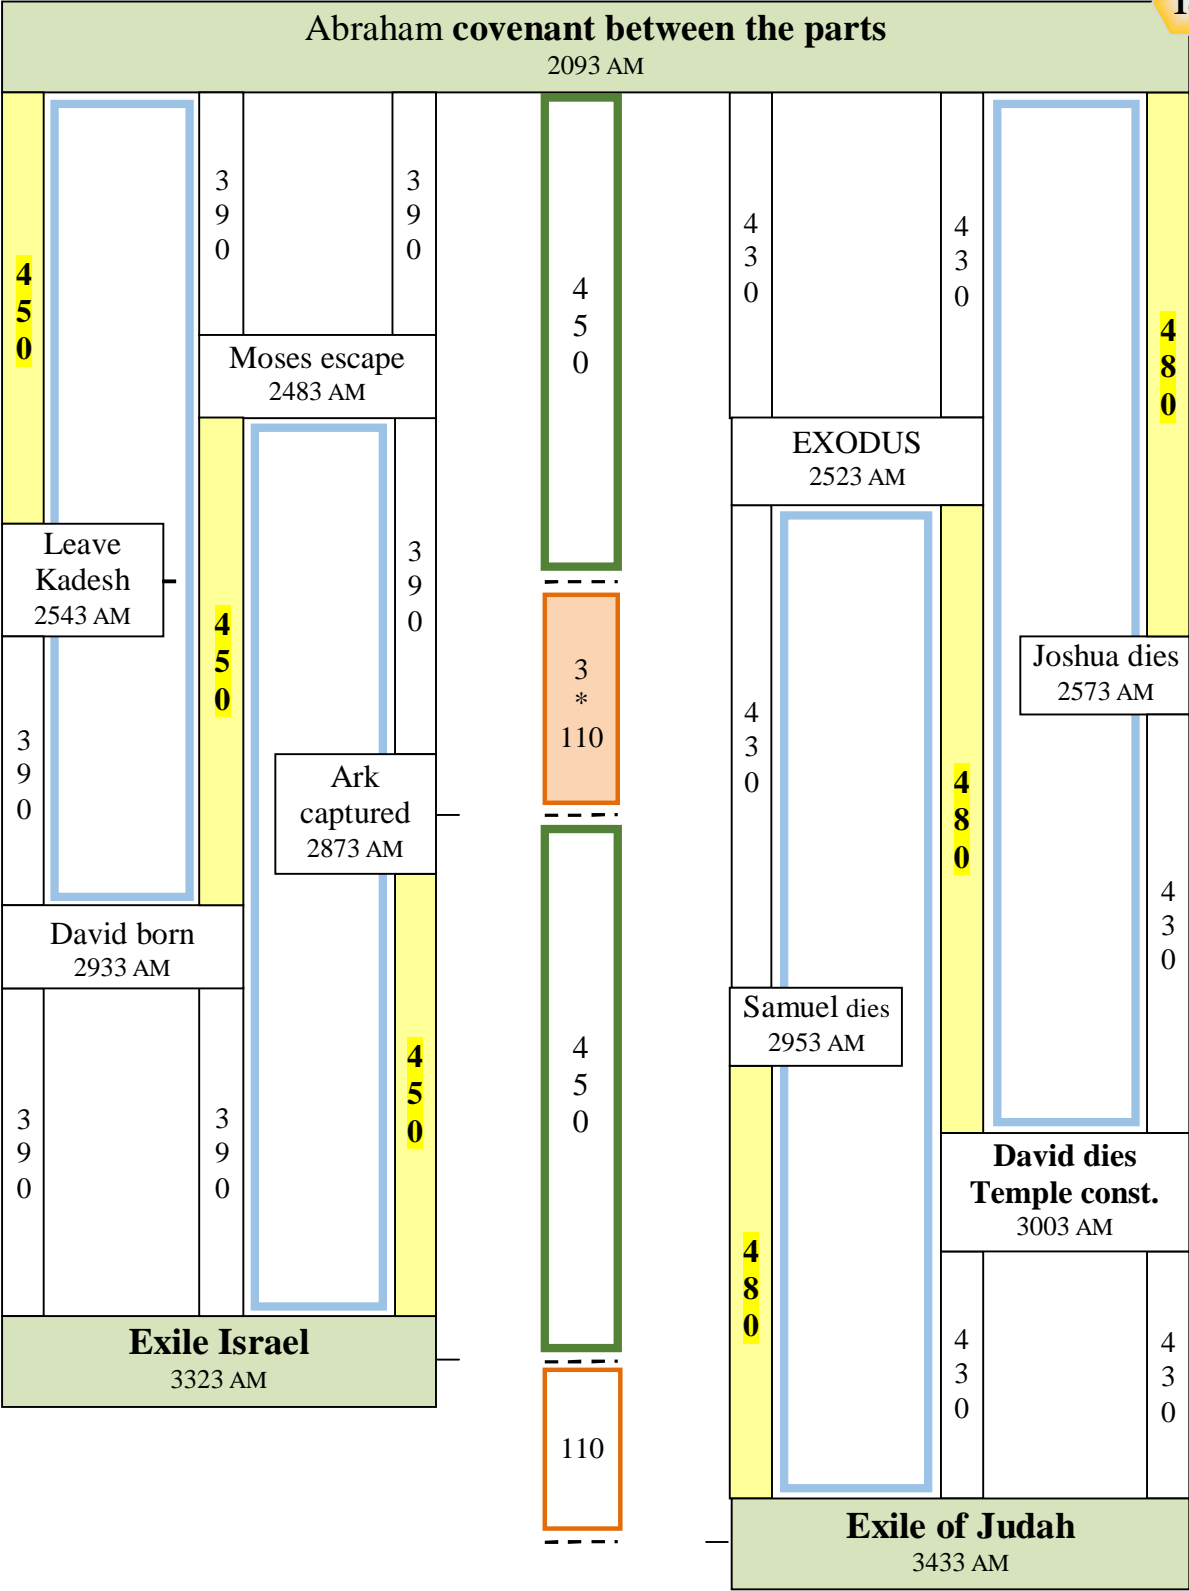 Abraham covenant between the parts
2093 AM
450
390
390
450
430
430
480
Moses escape
2483 AM
EXODUS
2523 AM
Leave
Kadesh
2543 AM
390
450
3
*
110
Joshua dies
2573 AM
390
430
480
Ark
captured
2873 AM
430
David born
2933 AM
Samuel dies
2953 AM
390
390
450
450
David dies
Temple const.
3003 AM
480
430
430
Exile Israel
3323 AM
110
Exile of Judah
3433 AM